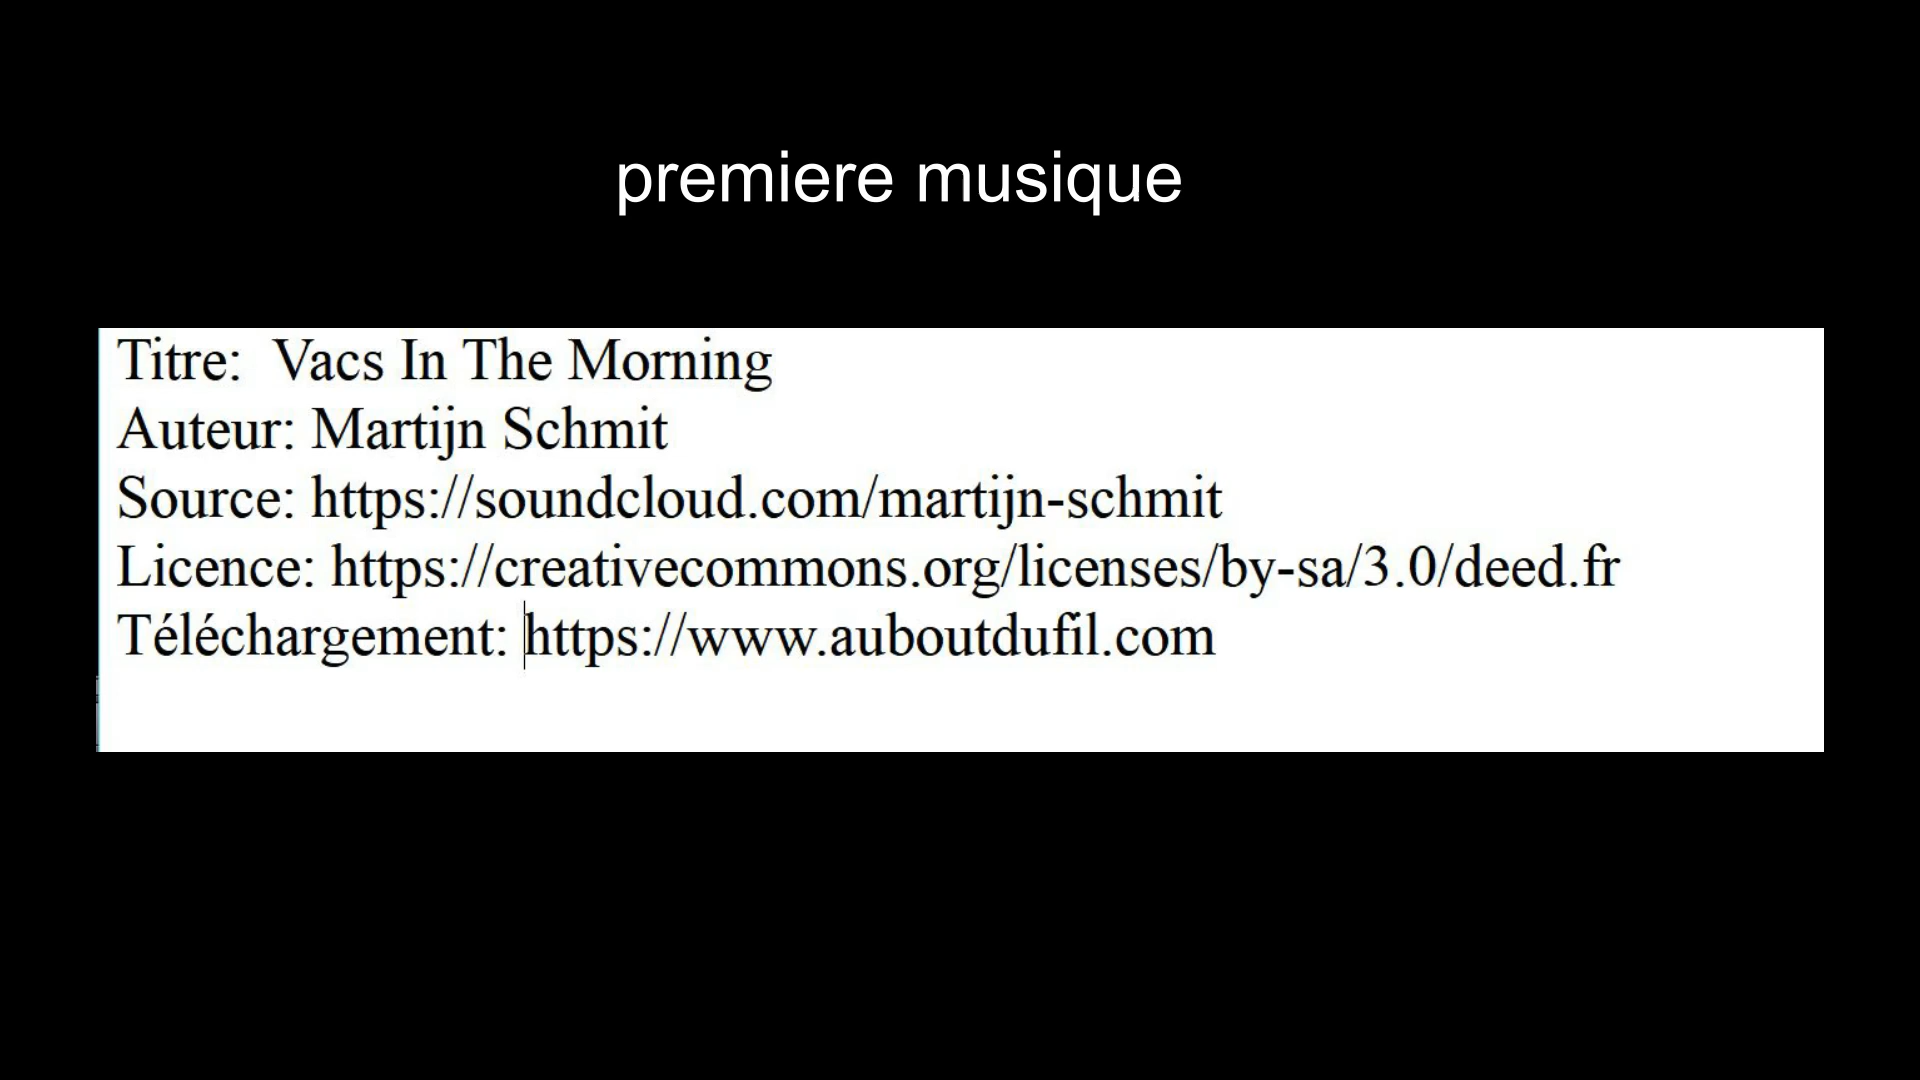 premiere musique
Titre:  Vacs In The Morning
Auteur: Martijn Schmit
Source: https://soundcloud.com/martijn-schmit
Licence: https://creativecommons.org/licenses/by-sa/3.0/deed.fr
Téléchargement: https://www.auboutdufil.com